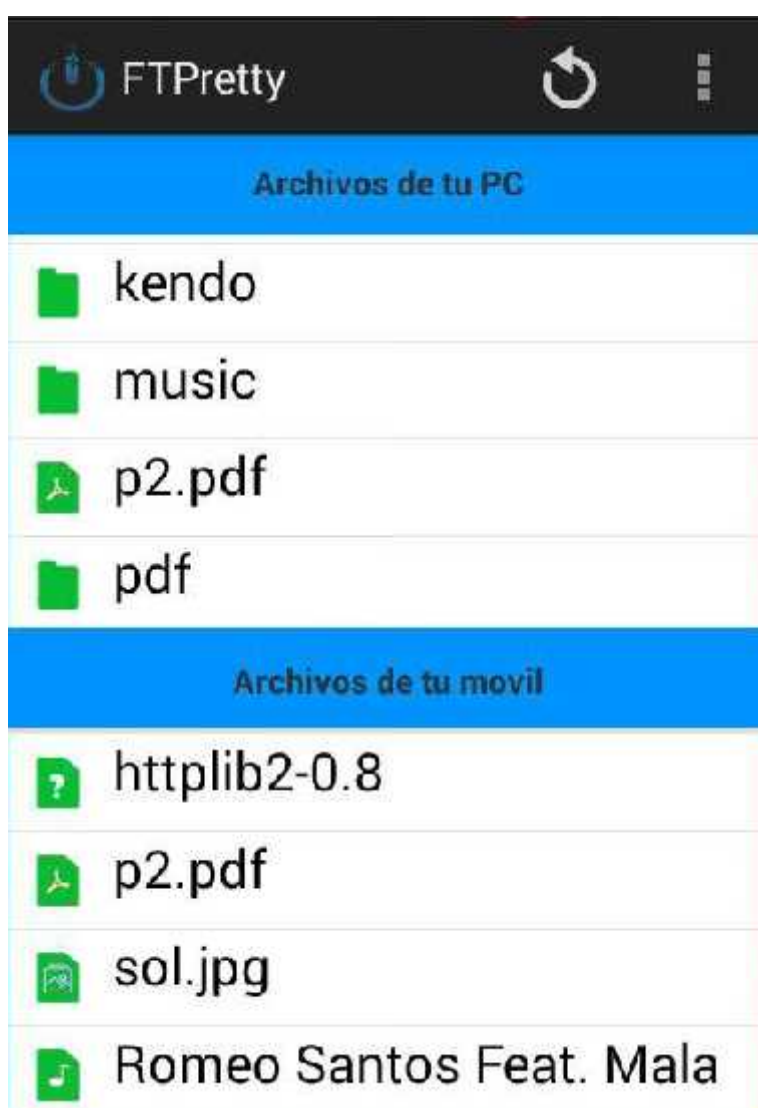 FTPretty
Archivos de tu PC
kendo
music
p2.pdf
pdf
Archivos de tu movil
httplib2-0.8
?
p2.pdf
sol.jpg
Romeo Santos Feat. Mala